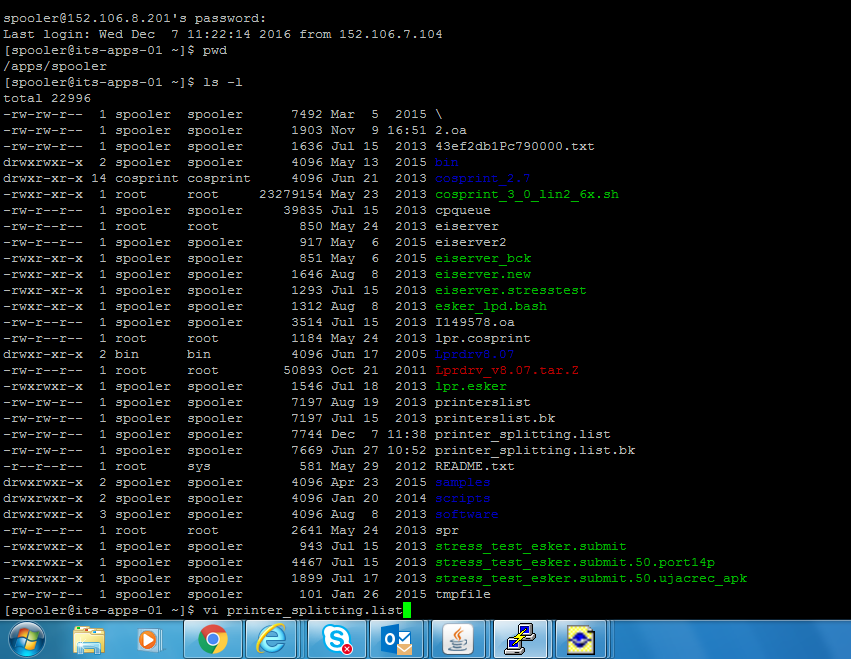 spooler@152.106.8.201's password:
Last login: Wed Dec  7 11:22:14 2016 from 152.106.7.104
[spooler@its-apps-01 ~]$ pwd
/apps/spooler
[spooler@its-apps-01 ~]$ ls -l
total 22996
-rw-rw-r--  1 spooler  spooler      7492 Mar  5  2015 \
-rw-rw-r--  1 spooler  spooler      1903 Nov  9 16:51 2.oa
-rw-rw-r--  1 spooler  spooler      1636 Jul 15  2013 43ef2db1Pc790000.txt
drwxrwxr-x  2 spooler  spooler      4096 May 13  2015 bin
drwxr-xr-x 14 cosprint cosprint     4096 Jun 21  2013 cosprint_2.7
-rwxr-xr-x  1 root     root     23279154 May 23  2013 cosprint_3_0_lin2_6x.sh
-rw-r--r--  1 spooler  spooler     39835 Jul 15  2013 cpqueue
-rw-r--r--  1 root     root          850 May 24  2013 eiserver
-rw-rw-r--  1 spooler  spooler       917 May  6  2015 eiserver2
-rwxr-xr-x  1 spooler  spooler       851 May  6  2015 eiserver_bck
-rwxr-xr-x  1 spooler  spooler      1646 Aug  8  2013 eiserver.new
-rwxr-xr-x  1 spooler  spooler      1293 Jul 15  2013 eiserver.stresstest
-rwxr-xr-x  1 spooler  spooler      1312 Aug  8  2013 esker_lpd.bash
-rw-r--r--  1 spooler  spooler      3514 Jul 15  2013 I149578.oa
-rw-r--r--  1 root     root         1184 May 24  2013 lpr.cosprint
drwxr-xr-x  2 bin      bin          4096 Jun 17  2005 Lprdrv8.07
-rw-r--r--  1 root     root        50893 Oct 21  2011 Lprdrv_v8.07.tar.Z
-rwxrwxr-x  1 spooler  spooler      1546 Jul 18  2013 lpr.esker
-rw-rw-r--  1 spooler  spooler      7197 Aug 19  2013 printerslist
-rw-rw-r--  1 spooler  spooler      7197 Jul 15  2013 printerslist.bk
-rw-rw-r--  1 spooler  spooler      7744 Dec  7 11:38 printer_splitting.list
-rw-rw-r--  1 spooler  spooler      7669 Jun 27 10:52 printer_splitting.list.bk
-r--r--r--  1 root     sys           581 May 29  2012 README.txt
drwxrwxr-x  2 spooler  spooler      4096 Apr 23  2015 samples
drwxrwxr-x  2 spooler  spooler      4096 Jan 20  2014 scripts
drwxrwxr-x  3 spooler  spooler      4096 Aug  8  2013 software
-rw-r--r--  1 root     root         2641 May 24  2013 spr
-rwxrwxr-x  1 spooler  spooler       943 Jul 15  2013 stress_test_esker.submit
-rwxrwxr-x  1 spooler  spooler      4467 Jul 15  2013 stress_test_esker.submit.50.port14p
-rwxrwxr-x  1 spooler  spooler      1899 Jul 17  2013 stress_test_esker.submit.50.ujacrec_apk
-rw-rw-r--  1 spooler  spooler       101 Jan 26  2015 tmpfile
[spooler@its-apps-01 ~]$ vi printer_splitting.list